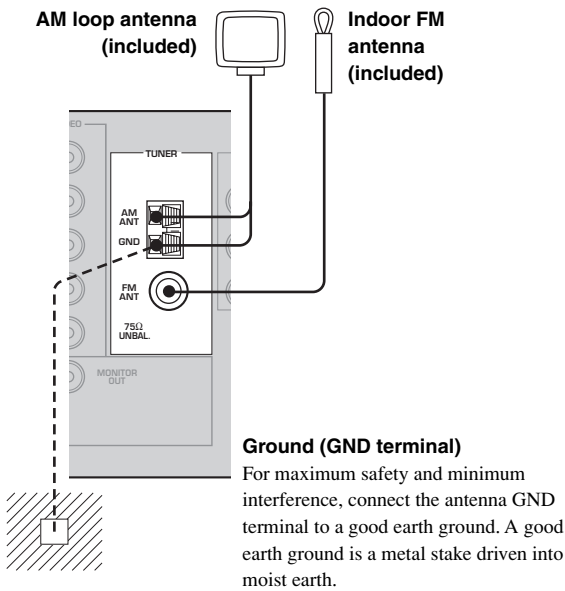 AM loop antenna
(included)
Indoor FM
antenna
(included)
TUNER
AM
ANT
GND
FM
ANT
75Ω
UNBAL.
MONITOR
OUT
Ground (GND terminal)
For maximum safety and minimum
interference, connect the antenna GND
terminal to a good earth ground. A good
earth ground is a metal stake driven into
moist earth.